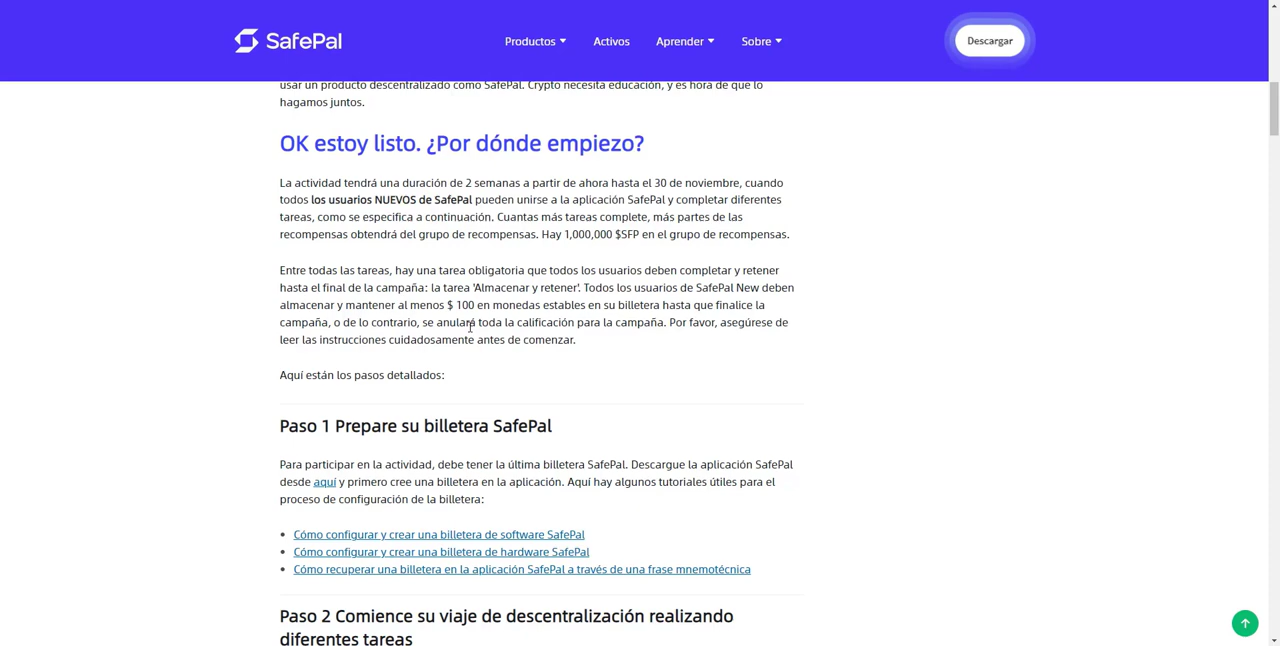 SafePal
Productos
Activos
Aprender
Sobre
Descargar
usar un producto descentralizado como SafePal. Crypto necesita educación, y es hora de que lo
hagamos juntos.
OK estoy listo. ¿Por dónde empiezo?
La actividad tendrá una duración de 2 semanas a partir de ahora hasta el 30 de noviembre, cuando
todos los usuarios NUEVOS de SafePal pueden unirse a la aplicación SafePal y completar diferentes
tareas, como se especifica a continuación. Cuantas más tareas complete, más partes de las
recompensas obtendrá del grupo de recompensas. Hay 1,000,000 $SFP en el grupo de recompensas.
Entre todas las tareas, hay una tarea obligatoria que todos los usuarios deben completar y retener
hasta el final de la campaña: la tarea 'Almacenar y retener'. Todos los usuarios de SafePal New deben
almacenar y mantener al menos $ 100 en monedas estables en su billetera hasta que finalice la
campaña, o de lo contrario, se anulará toda la calificación para la campaña. Por favor, asegúrese de
leer las instrucciones cuidadosamente antes de comenzar.
Aquí están los pasos detallados:
Paso 1 Prepare su billetera SafePal
Para participar en la actividad, debe tener la última billetera SafePal. Descargue la aplicación SafePal
desde aquí y primero cree una billetera en la aplicación. Aquí hay algunos tutoriales útiles para el
proceso de configuración de la billetera:
• Cómo configurar y crear una billetera de software SafePal
• Cómo configurar y crear una billetera de hardware SafePal
• Cómo recuperar una billetera en la aplicación SafePal a través de una frase mnemotécnica
Paso 2 Comience su viaje de descentralización realizando
diferentes tareas